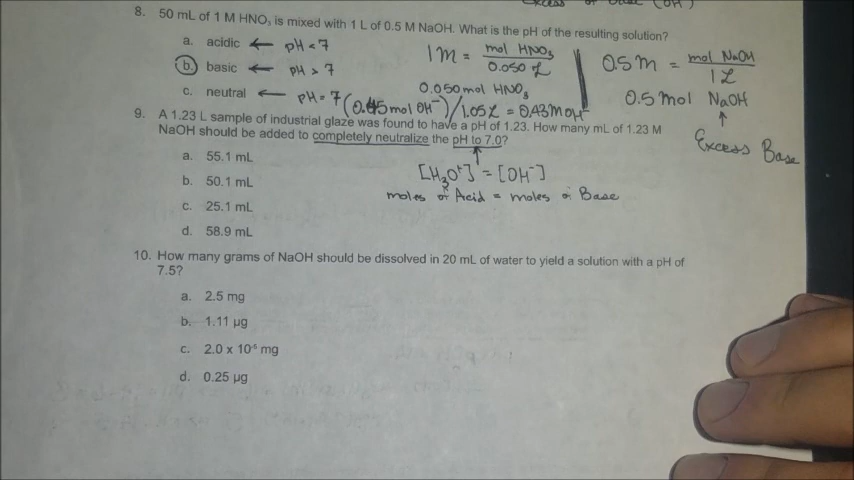 Excess or Base (OH⁻)
8. 50 mL of 1 M HNO₃ is mixed with 1 L of 0.5 M NaOH. What is the pH of the resulting solution?
a. acidic ← pH < 7
b. basic ← pH > 7
c. neutral ← pH = 7
1 M = mol HNO₃ / 0.050 L
0.050 mol HNO₃
0.5 M = mol NaOH / 1 L
0.5 mol NaOH
↑
Excess Base
(0.45 mol OH⁻)/1.05 L = 0.43 M OH⁻
9. A 1.23 L sample of industrial glaze was found to have a pH of 1.23. How many mL of 1.23 M
NaOH should be added to completely neutralize the pH to 7.0?
↑
[H₃O⁺] = [OH⁻]
moles of Acid = moles of Base
a. 55.1 mL
b. 50.1 mL
c. 25.1 mL
d. 58.9 mL
10. How many grams of NaOH should be dissolved in 20 mL of water to yield a solution with a pH of
7.5?
a. 2.5 mg
b. 1.11 µg
c. 2.0 x 10⁻⁵ mg
d. 0.25 µg